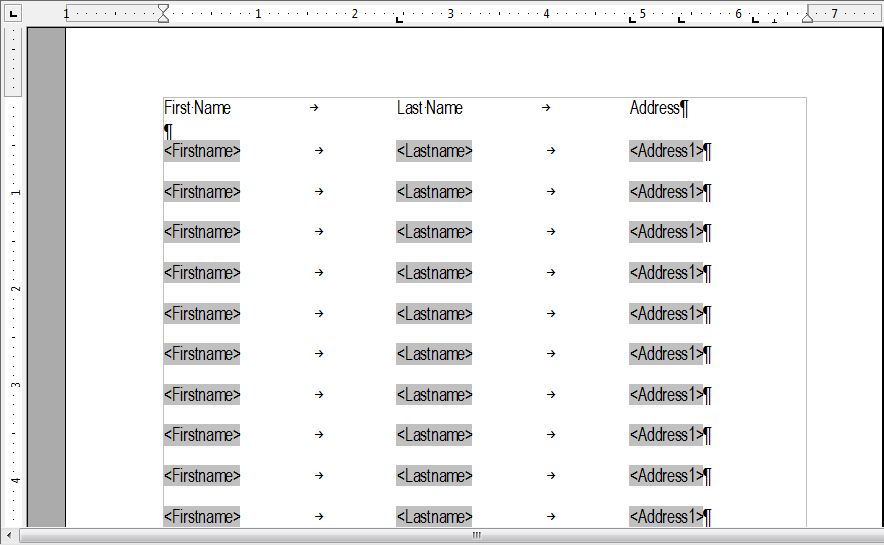 1 1 2 3 4 5 6 7
First·Name → Last·Name → Address¶
¶
<Firstname> → <Lastname> → <Address1>¶
<Firstname> → <Lastname> → <Address1>¶
<Firstname> → <Lastname> → <Address1>¶
<Firstname> → <Lastname> → <Address1>¶
<Firstname> → <Lastname> → <Address1>¶
<Firstname> → <Lastname> → <Address1>¶
<Firstname> → <Lastname> → <Address1>¶
<Firstname> → <Lastname> → <Address1>¶
<Firstname> → <Lastname> → <Address1>¶
<Firstname> → <Lastname> → <Address1>¶
1
2
3
4